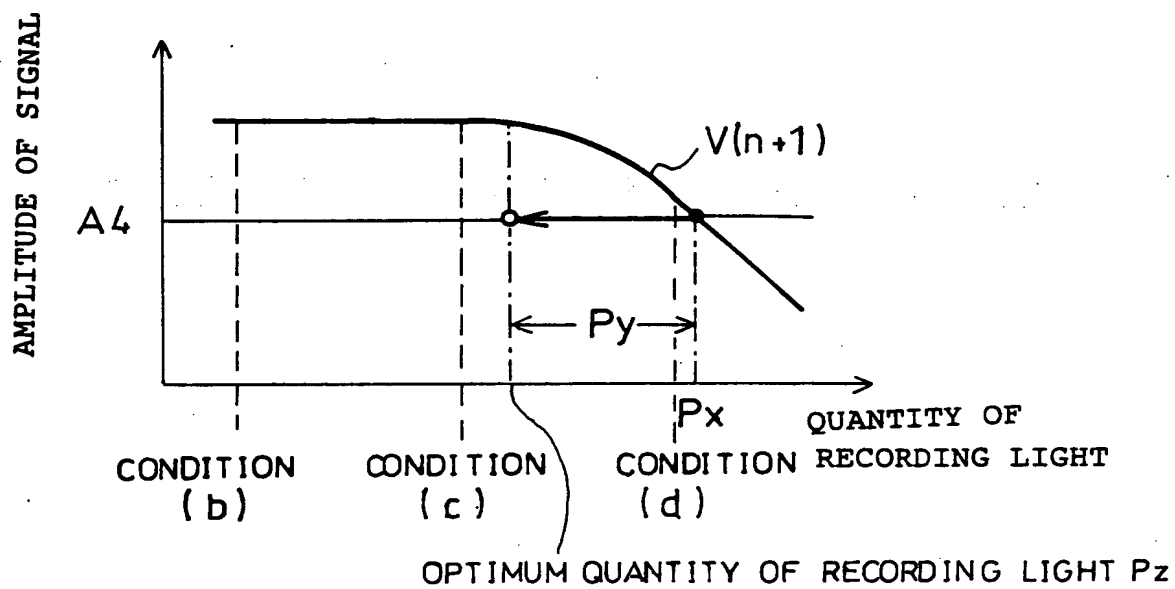 AMPLITUDE OF SIGNAL
V(n+1)
A4
Py
Px
QUANTITY OF
RECORDING LIGHT
CONDITION
(b)
CONDITION
(c)
CONDITION
(d)
OPTIMUM QUANTITY OF RECORDING LIGHT Pz